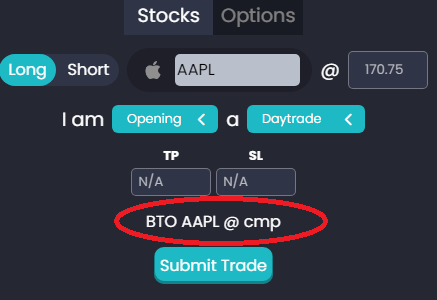 Stocks Options
Long Short AAPL @ 170.75
I am Opening a Daytrade
TP SL
N/A N/A
BTO AAPL @ cmp
Submit Trade